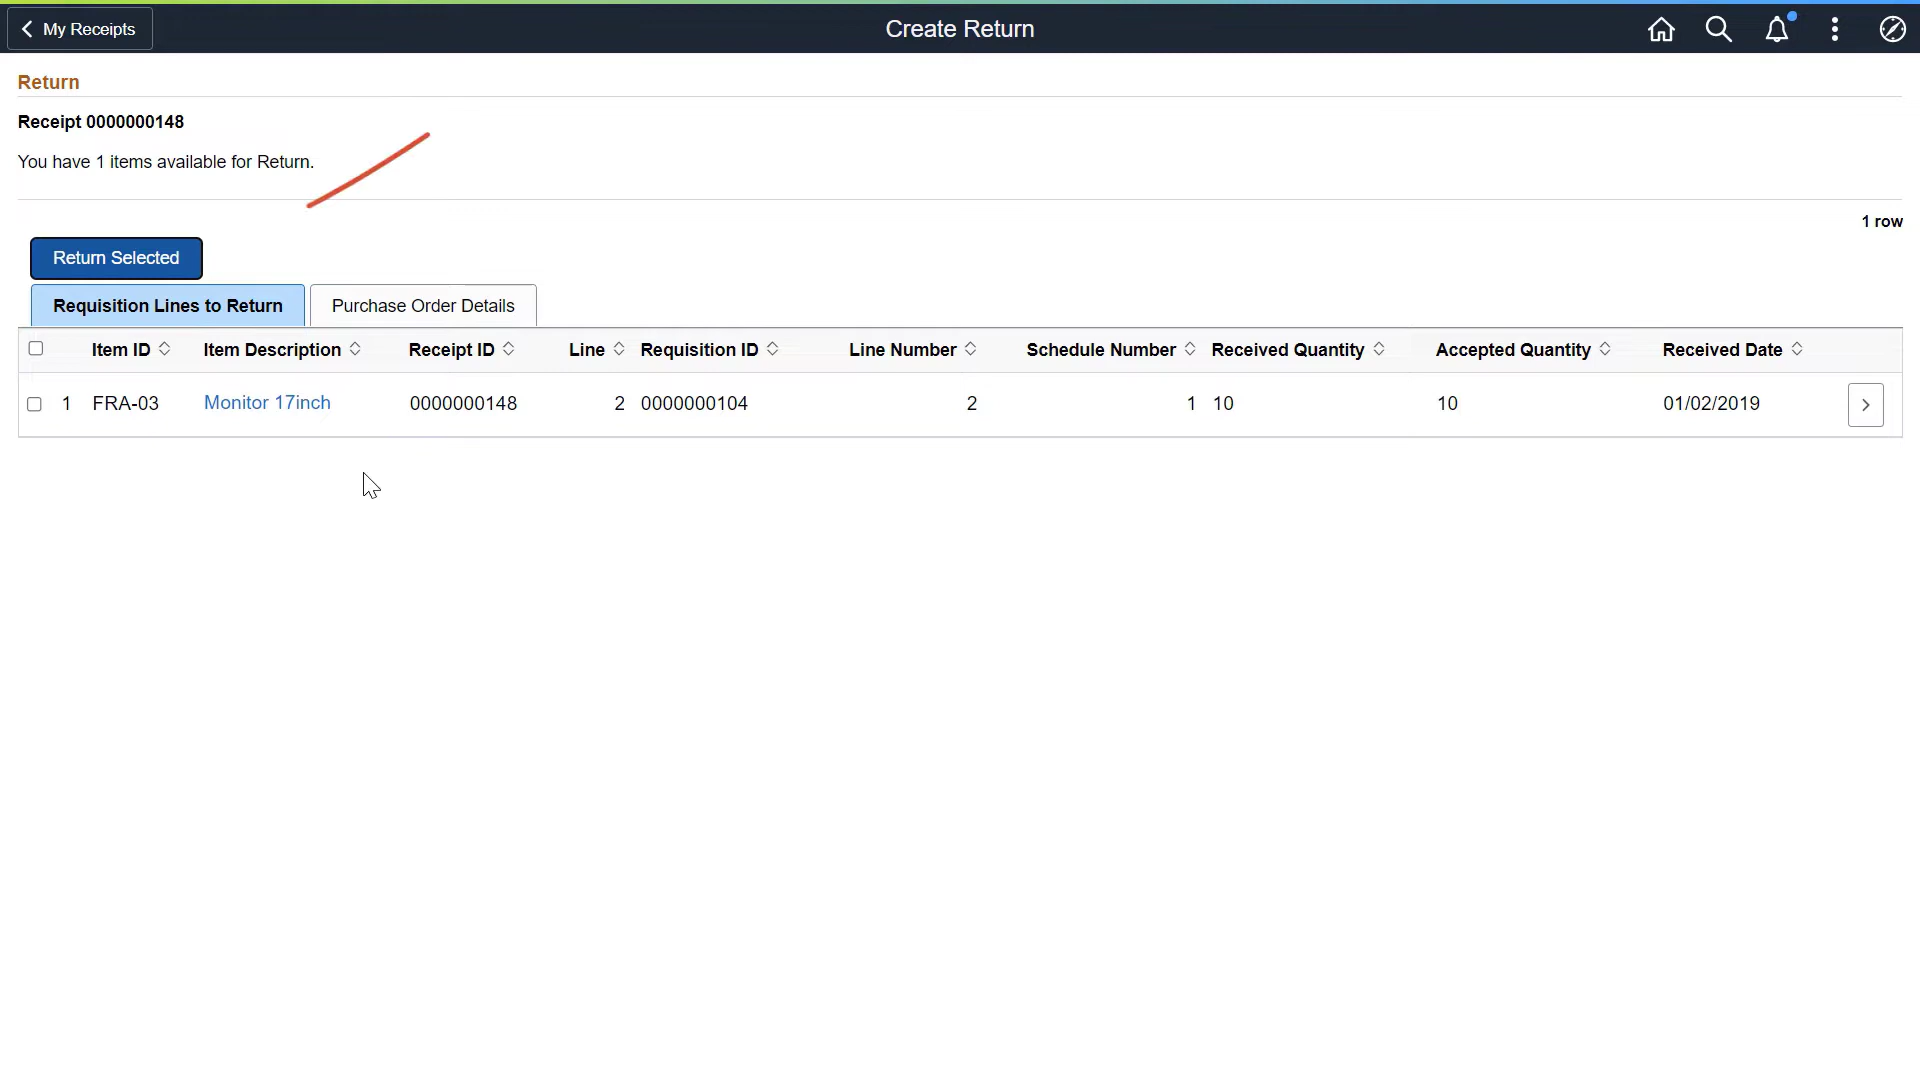 My Receipts
Create Return
Return
Receipt 0000000148
You have 1 items available for Return.
1 row
Return Selected
Requisition Lines to Return Purchase Order Details
Item ID Item Description Receipt ID Line Requisition ID Line Number Schedule Number Received Quantity Accepted Quantity Received Date
1 FRA-03 Monitor 17inch 0000000148 2 0000000104 2 1 10 10 01/02/2019